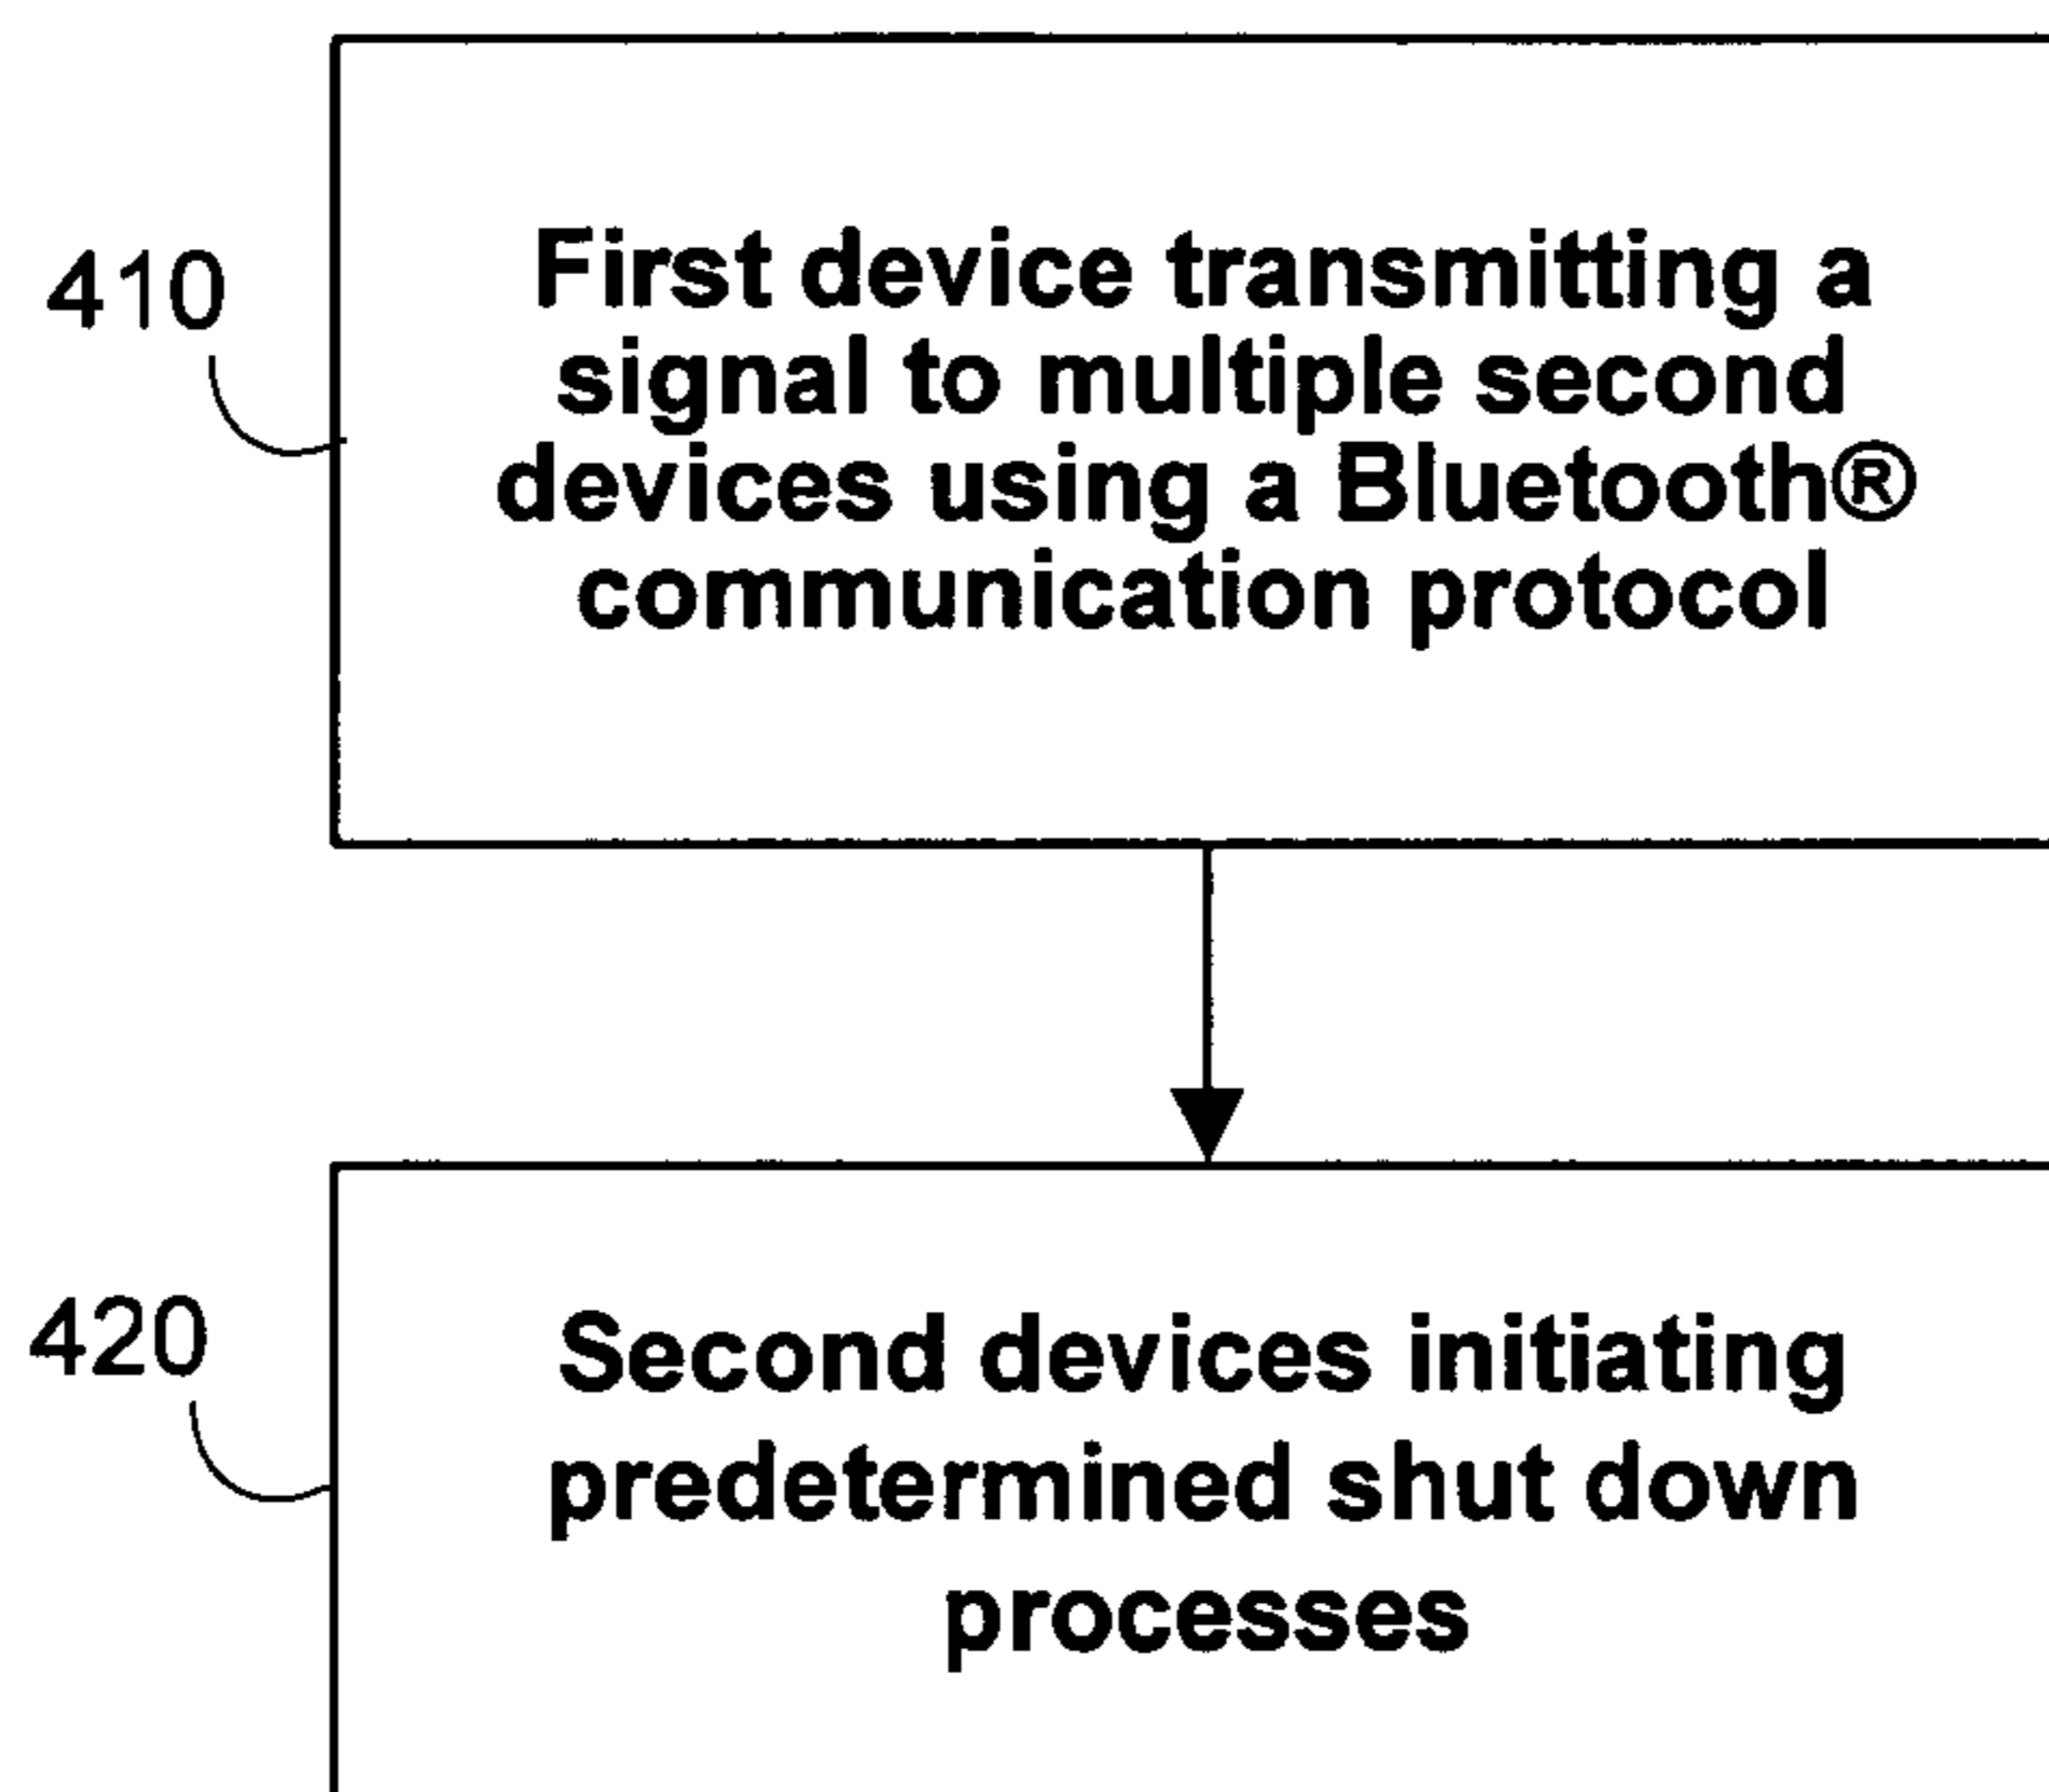 410
First device transmitting a
signal to multiple second
devices using a Bluetooth®
communication protocol
420
Second devices initiating
predetermined shut down
processes